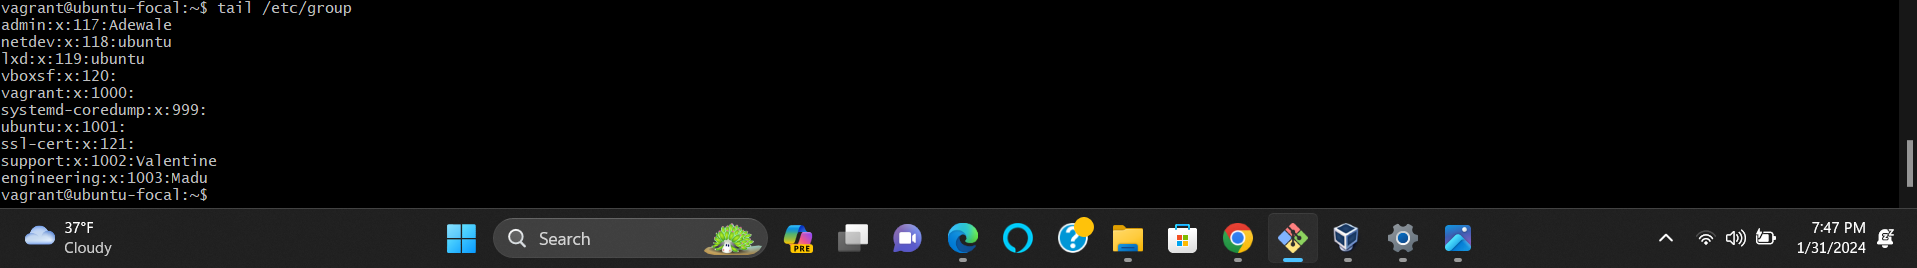 vagrant@ubuntu-focal:~$ tail /etc/group
admin:x:117:Adewale
netdev:x:118:ubuntu
lxd:x:119:ubuntu
vboxsf:x:120:
vagrant:x:1000:
systemd-coredump:x:999:
ubuntu:x:1001:
ssl-cert:x:121:
support:x:1002:Valentine
engineering:x:1003:Madu
vagrant@ubuntu-focal:~$
37°F
Cloudy
Search
PRE
7:47 PM
1/31/2024